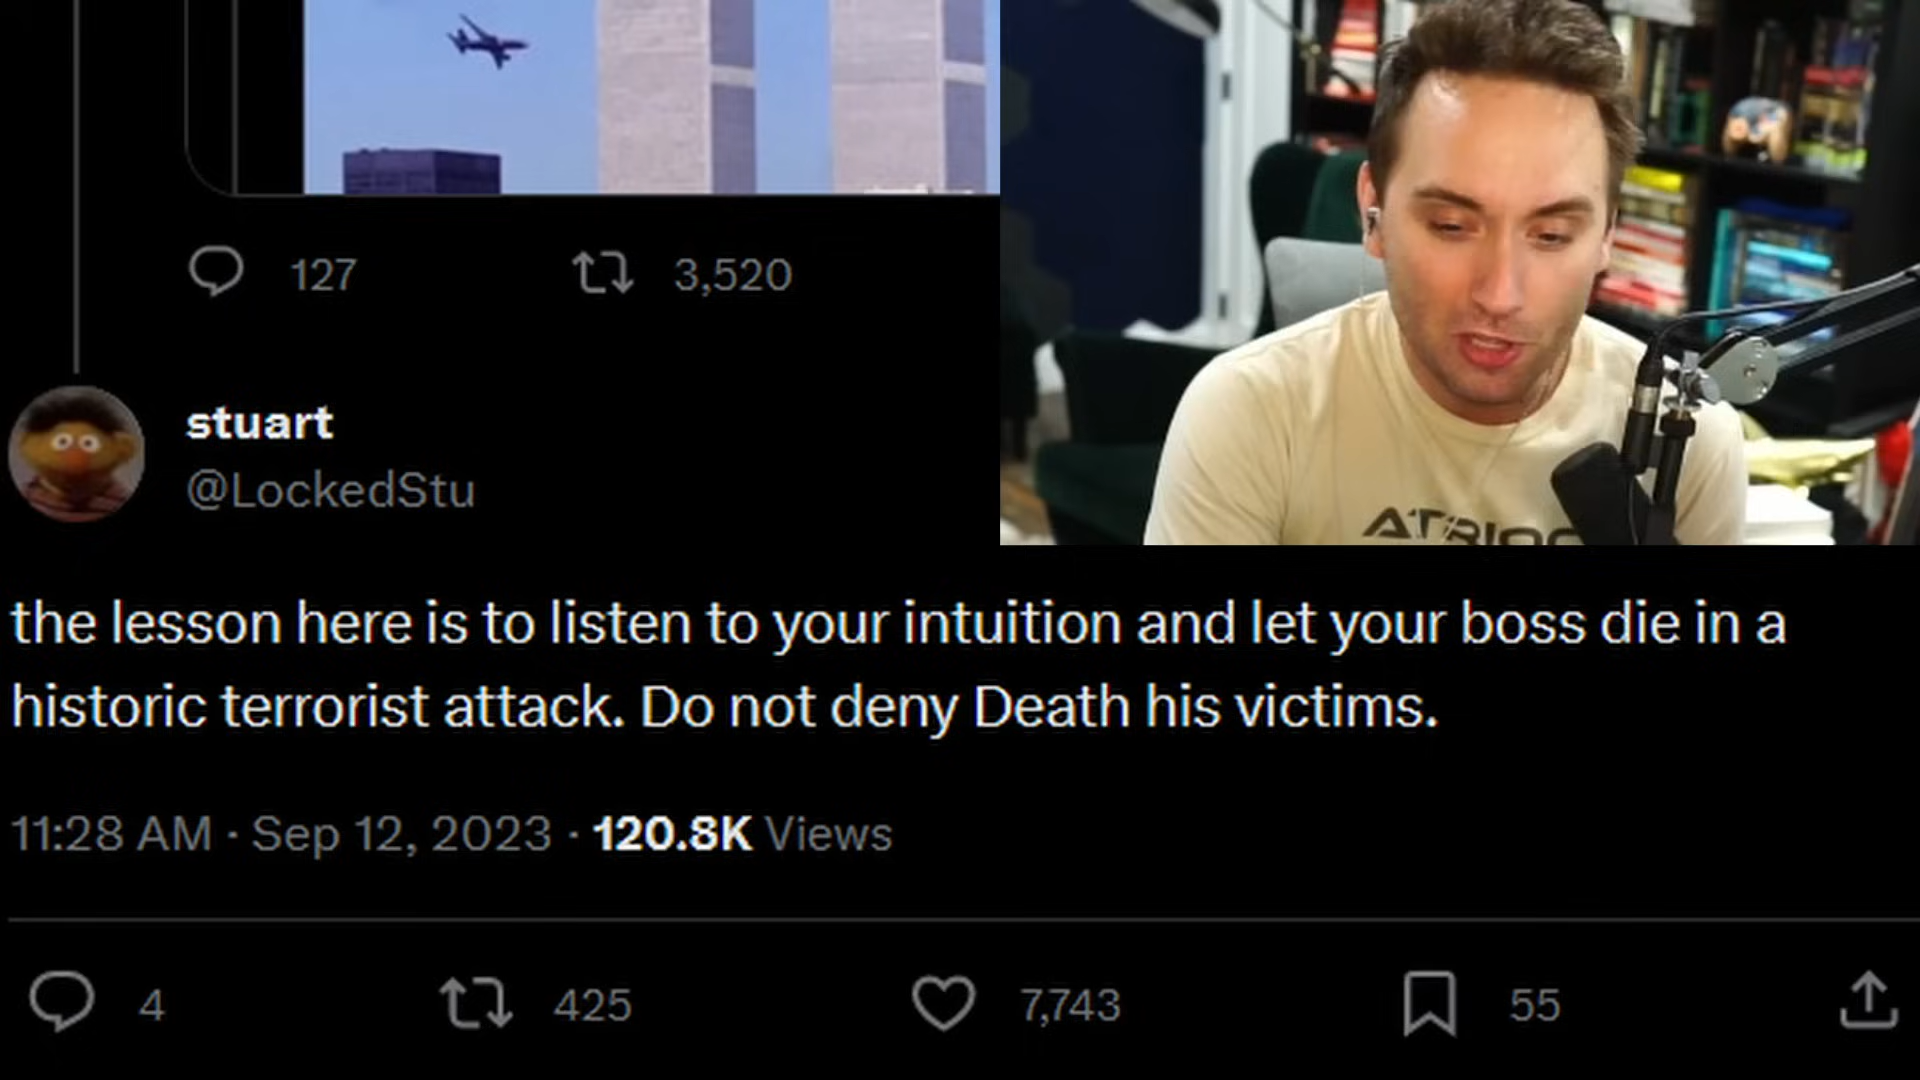 127 3,520
stuart
@LockedStu
ATRIOC
the lesson here is to listen to your intuition and let your boss die in a
historic terrorist attack. Do not deny Death his victims.
11:28 AM · Sep 12, 2023 · 120.8K Views
4 425 7,743 55